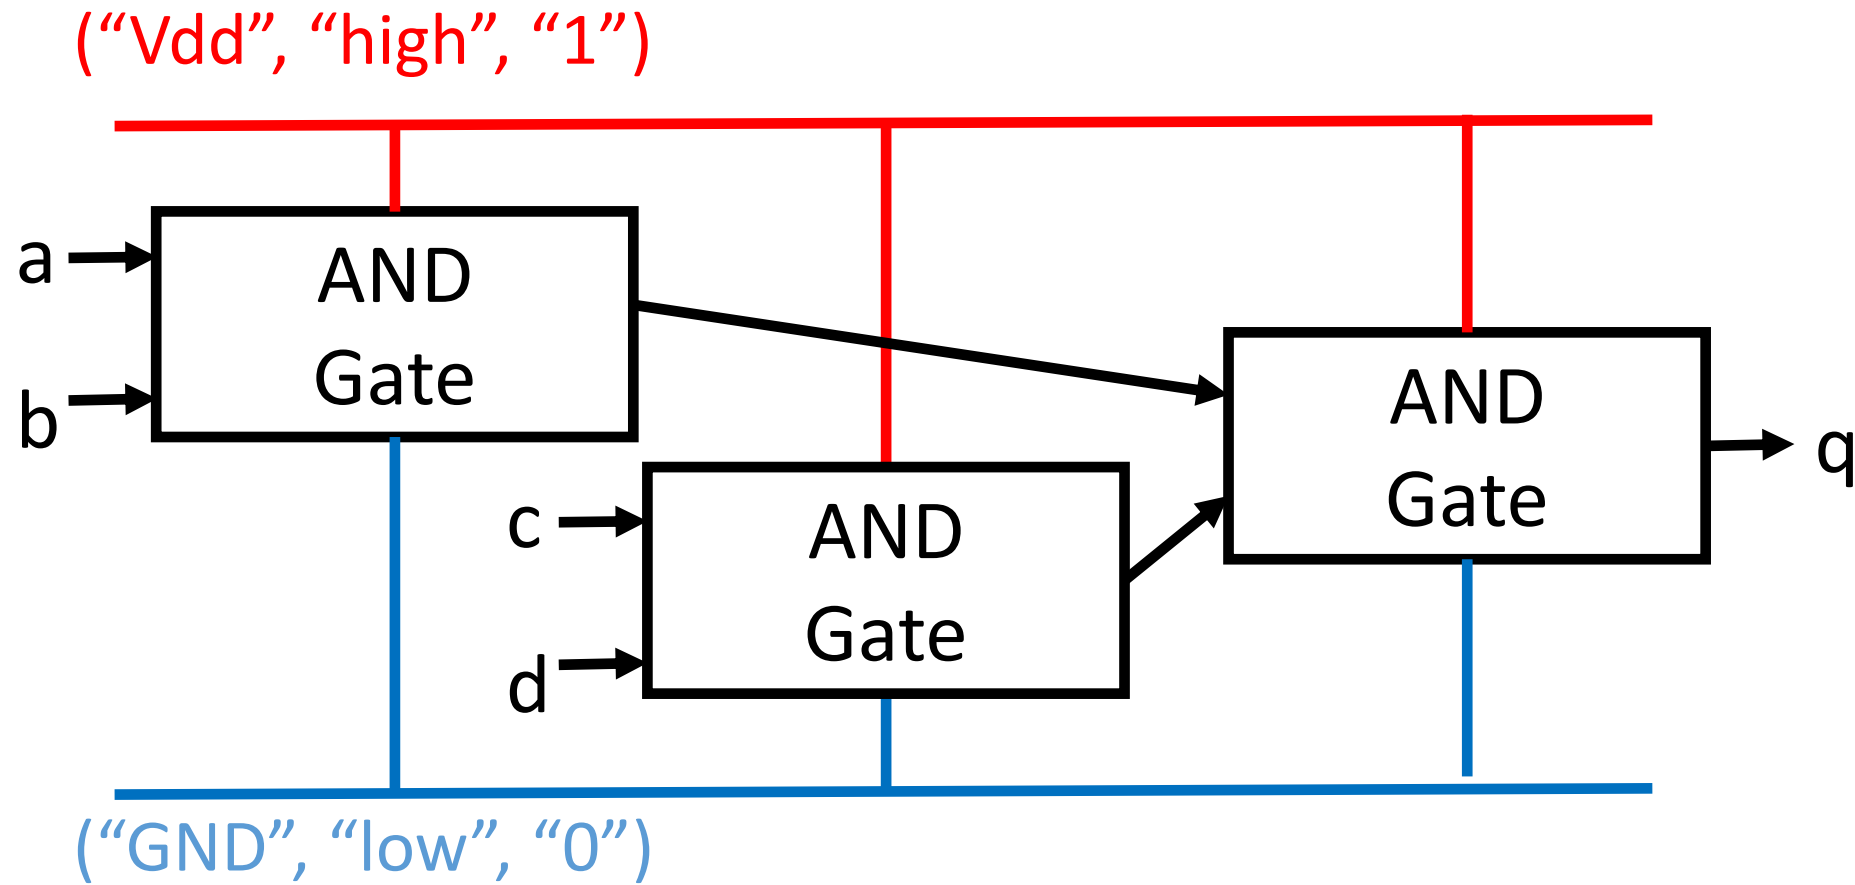 (“Vdd”, “high”, “1”)
a
b
AND
Gate
c
d
AND
Gate
AND
Gate
q
(“GND”, “low”, “0”)